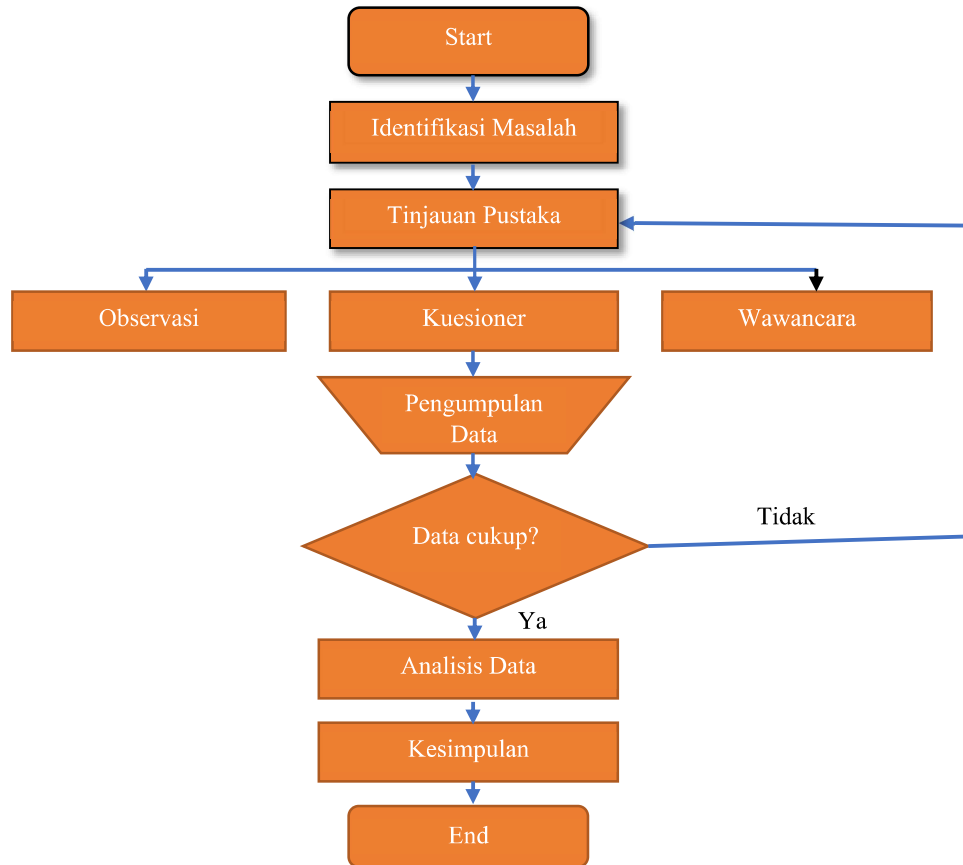 Start
Identifikasi Masalah
Tinjauan Pustaka
Observasi
Kuesioner
Wawancara
Pengumpulan
Data
Data cukup?
Tidak
Ya
Analisis Data
Kesimpulan
End